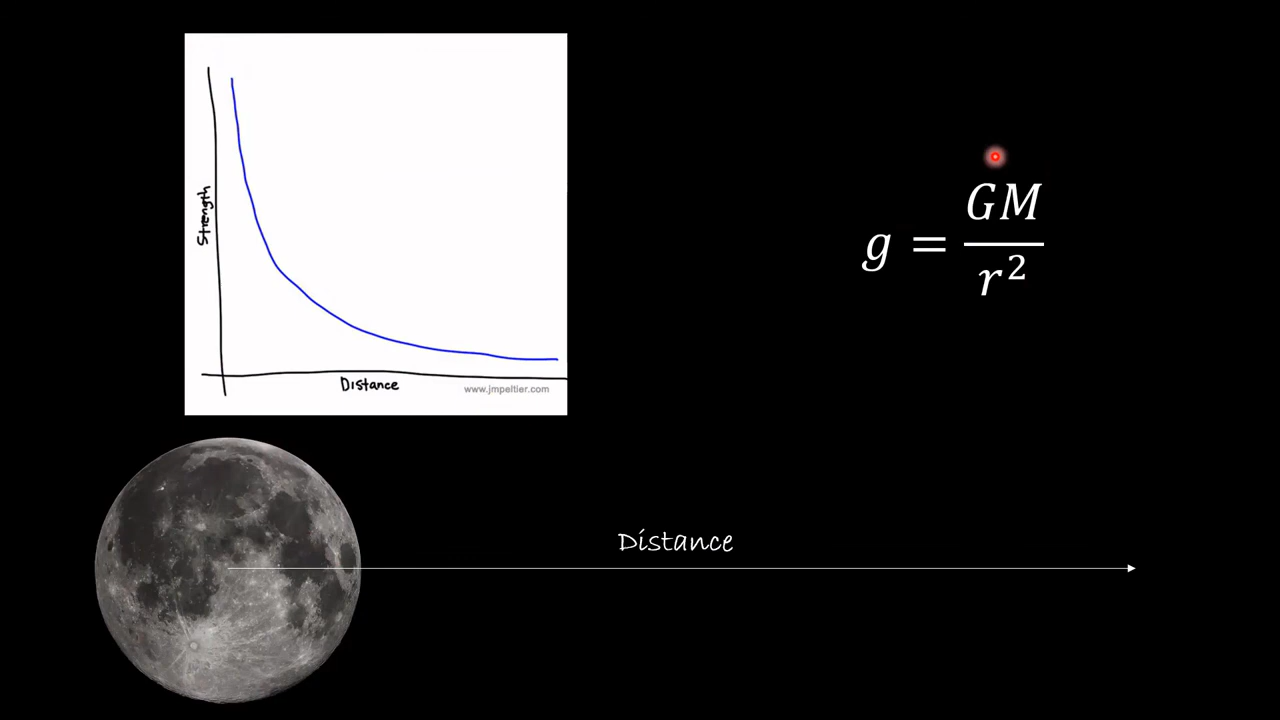 Strength
Distance
www.jmpeltier.com
g = GM / r²
Distance